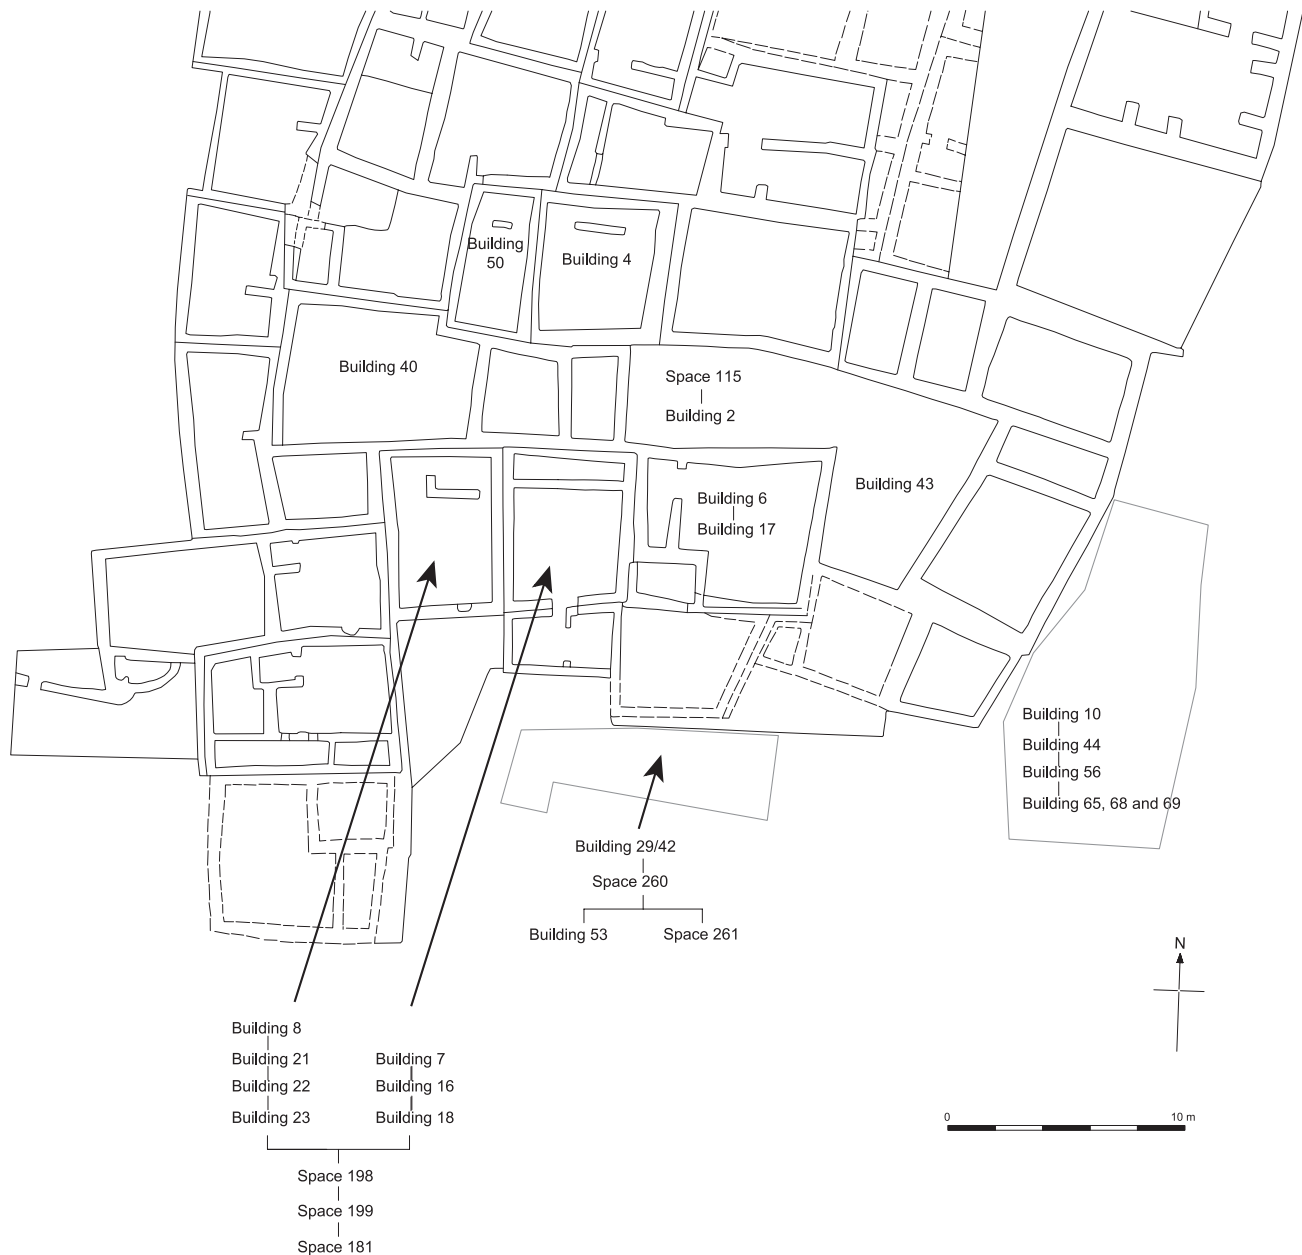 Building
50
Building 4
Building 40
Space 115
Building 2
Building 43
Building 6
Building 17
Building 10
Building 44
Building 56
Building 65, 68 and 69
Building 29/42
Space 260
Building 53
Space 261
N
Building 8
Building 21
Building 22
Building 23
Building 7
Building 16
Building 18
Space 198
Space 199
Space 181
0
10 m